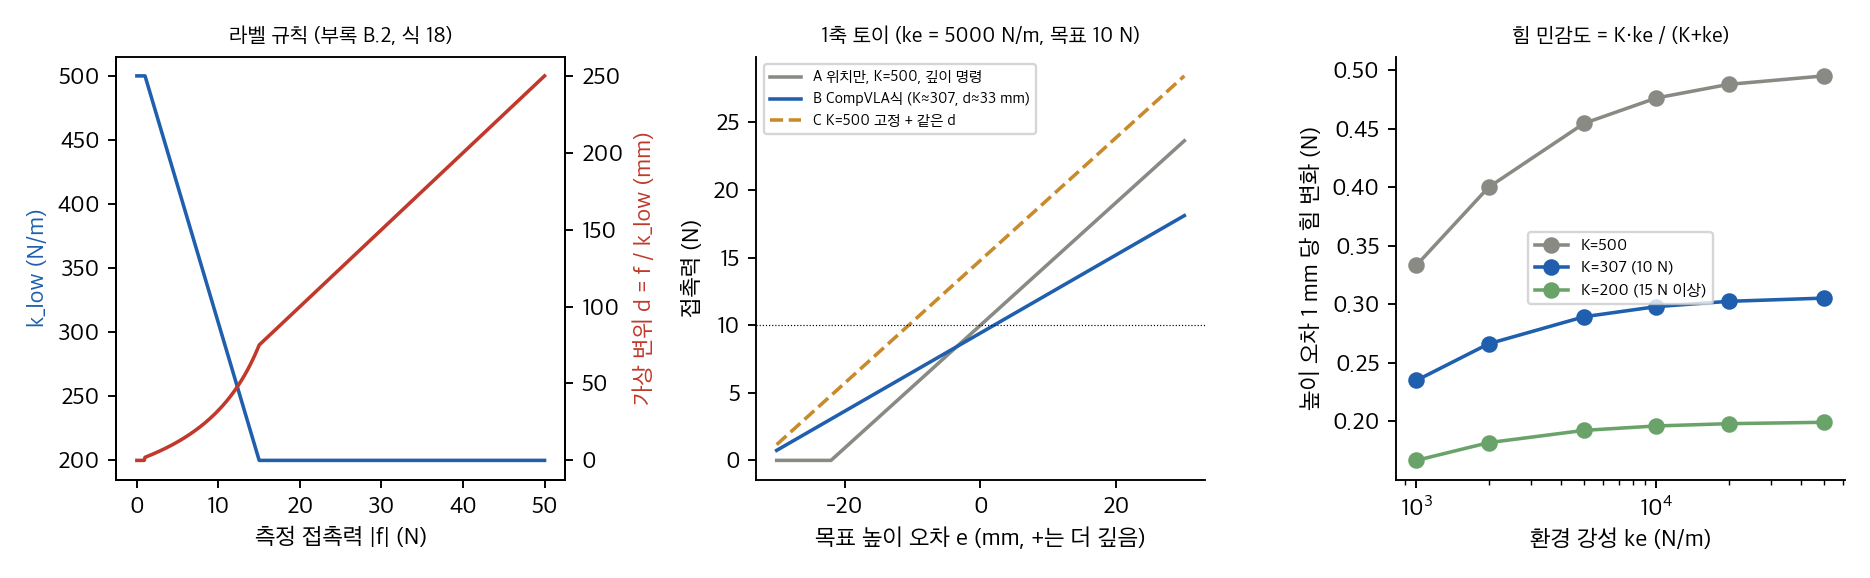 라벨 규칙 (부록 B.2, 식 18)
500
450
400
350
300
250
200
k_low (N/m)
250
200
150
100
50
0
가상 변위 d = f / k_low (mm)
0
10
20
30
40
50
측정 접촉력 |f| (N)
1축 토이 (ke = 5000 N/m, 목표 10 N)
A 위치만, K=500, 깊이 명령
B CompVLA식 (K≈307, d≈33 mm)
C K=500 고정 + 같은 d
25
20
15
10
5
0
접촉력 (N)
-20
0
20
목표 높이 오차 e (mm, +는 더 깊음)
힘 민감도 = K·ke / (K+ke)
0.50
0.45
0.40
0.35
0.30
0.25
0.20
높이 오차 1 mm 당 힘 변화 (N)
K=500
K=307 (10 N)
K=200 (15 N 이상)
10³
10⁴
환경 강성 ke (N/m)